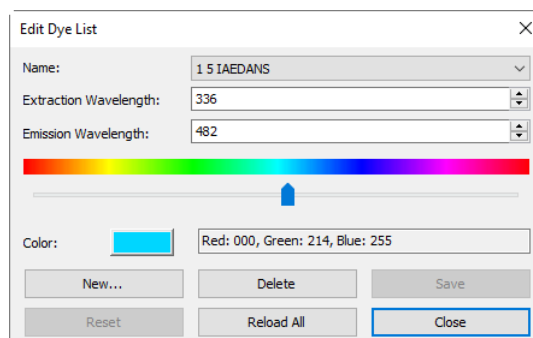 Edit Dye List
Name: 1 5 IAEDANS
Extraction Wavelength: 336
Emission Wavelength: 482
Color: Red: 000, Green: 214, Blue: 255
New... Delete Save
Reset Reload All Close